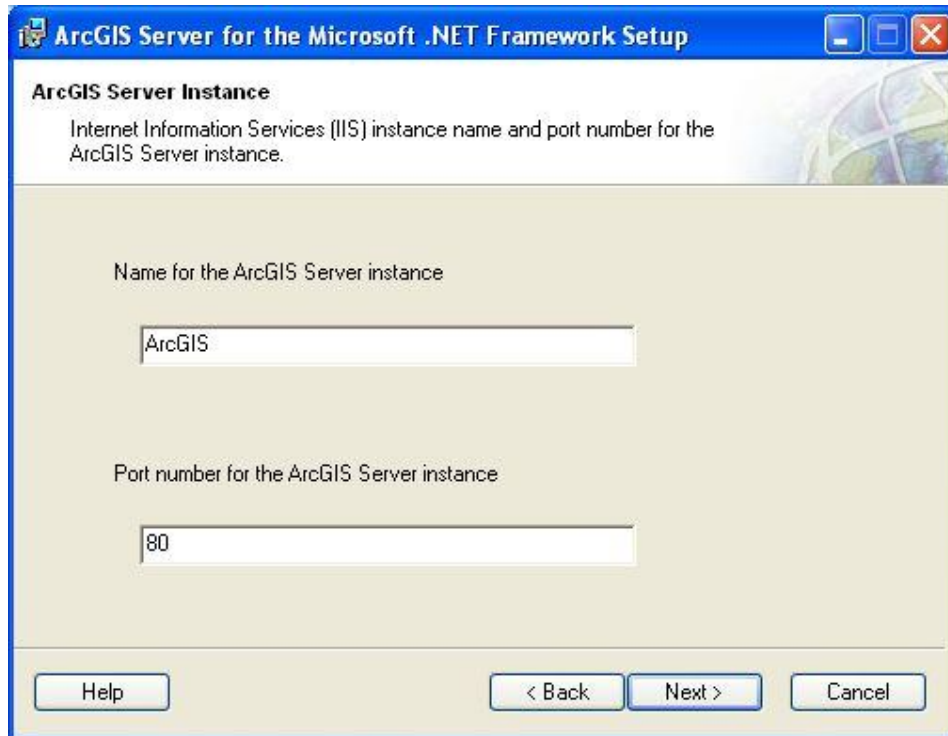 ArcGIS Server for the Microsoft .NET Framework Setup
ArcGIS Server Instance
Internet Information Services (IIS) instance name and port number for the
ArcGIS Server instance.
Name for the ArcGIS Server instance
ArcGIS
Port number for the ArcGIS Server instance
80
Help
< Back
Next >
Cancel